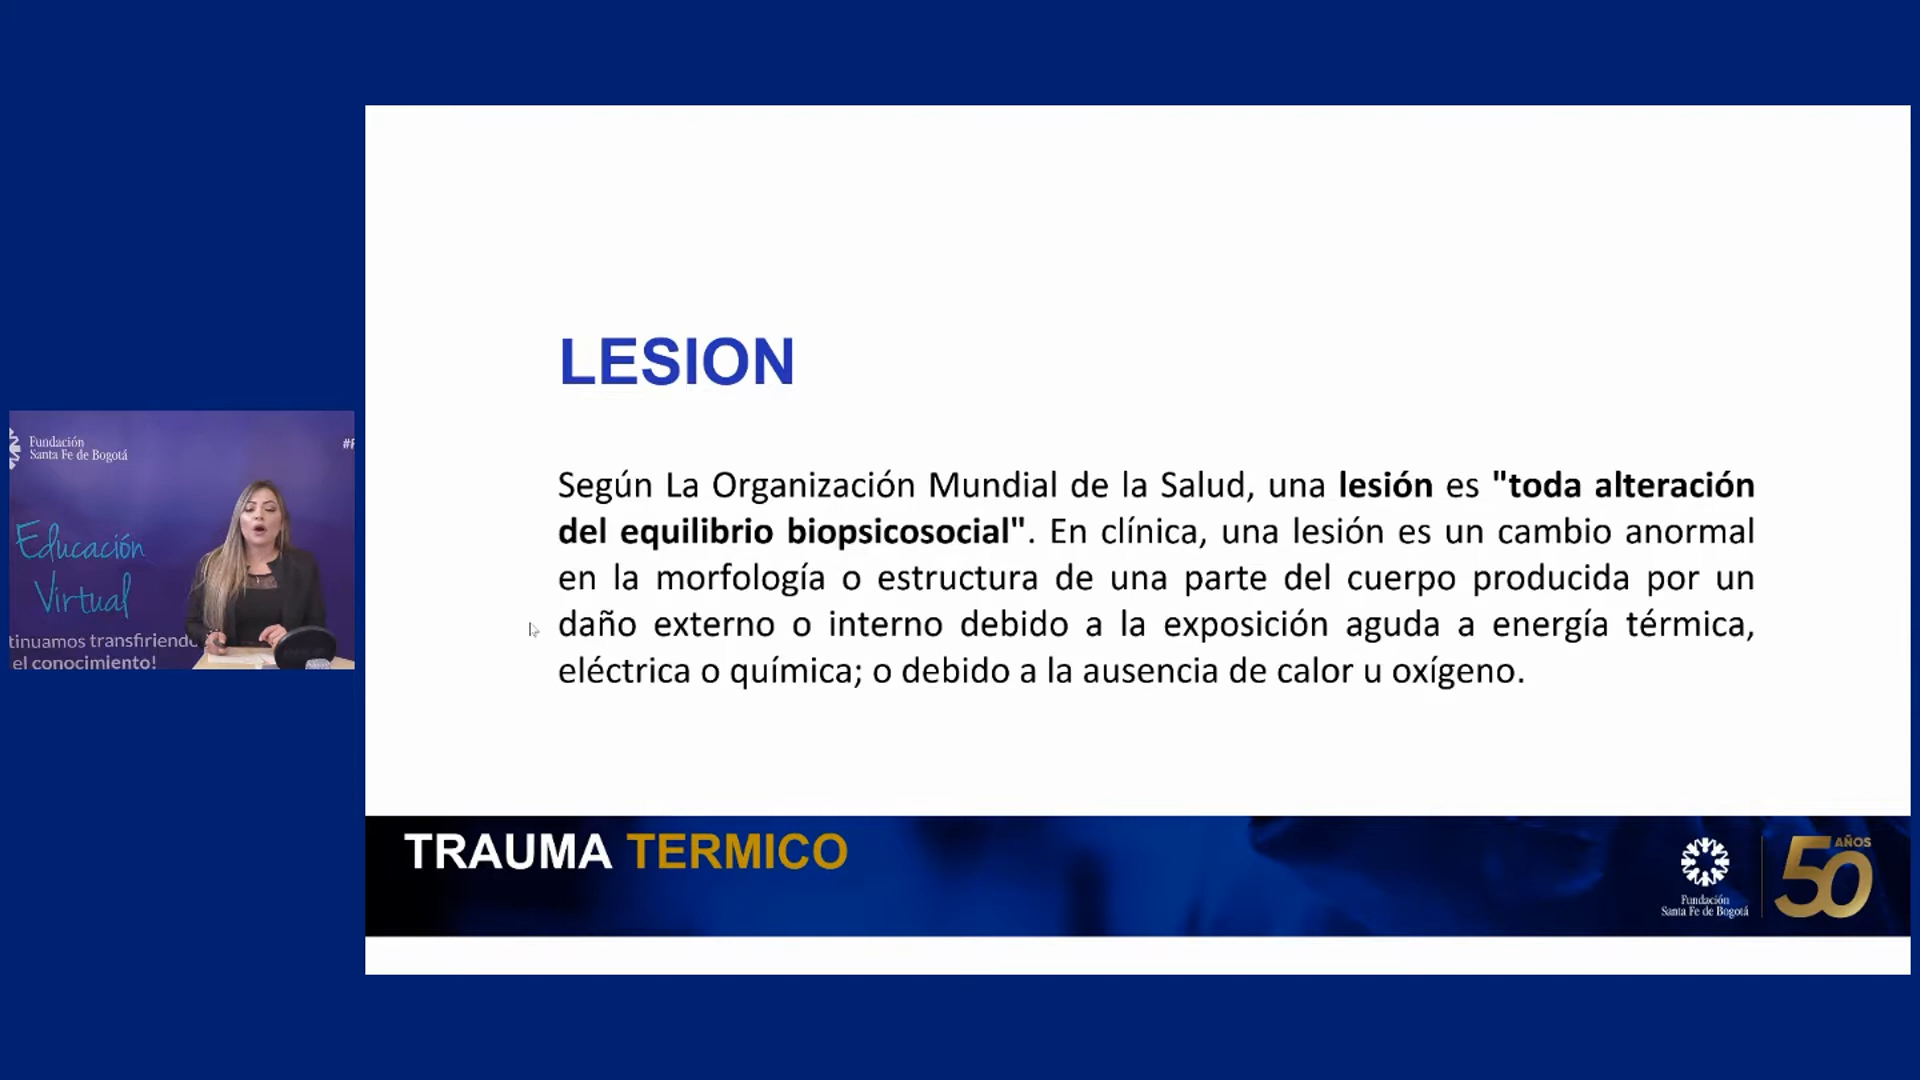 LESION
Según La Organización Mundial de la Salud, una lesión es "toda alteración
del equilibrio biopsicosocial". En clínica, una lesión es un cambio anormal
en la morfología o estructura de una parte del cuerpo producida por un
daño externo o interno debido a la exposición aguda a energía térmica,
eléctrica o química; o debido a la ausencia de calor u oxígeno.
Fundación
Santa Fe de Bogotá
#F
Educación
Virtual
tinuamos transfiriendo
el conocimiento!
TRAUMA TERMICO
Fundación
Santa Fe de Bogotá
50 AÑOS